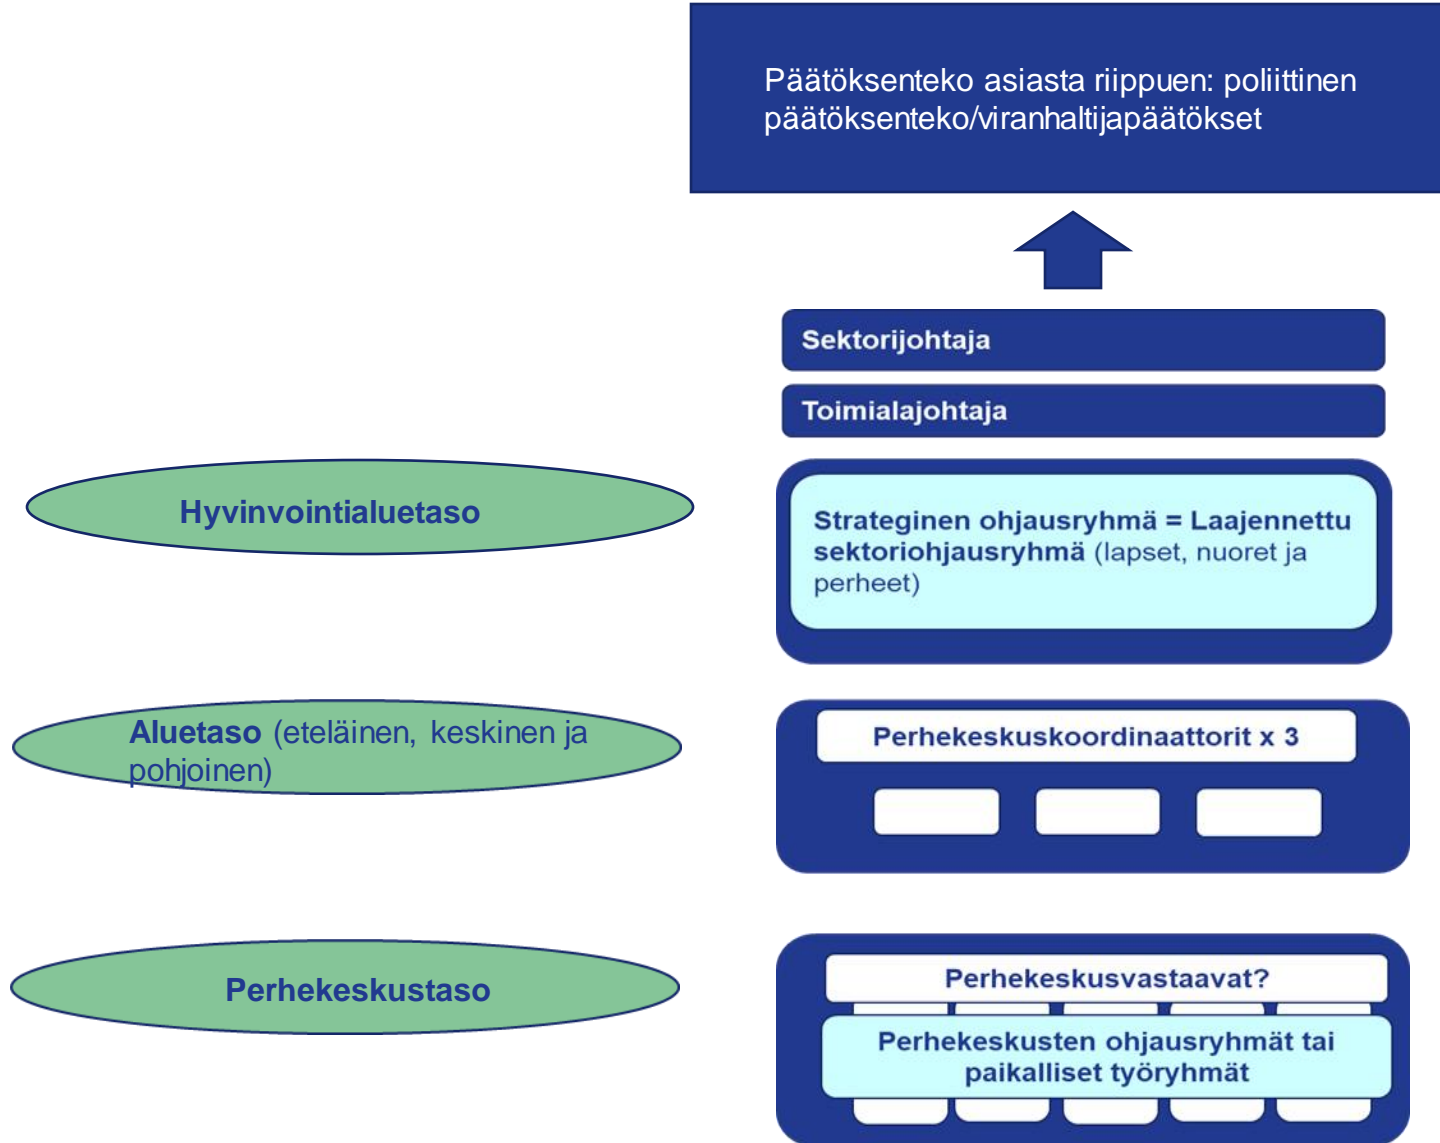 Päätöksenteko asiasta riippuen: poliittinen
päätöksenteko/viranhaltijapäätökset
Sektorijohtaja
Toimialajohtaja
Hyvinvointialuetaso
Strateginen ohjausryhmä = Laajennettu
sektoriohjausryhmä (lapset, nuoret ja
perheet)
Aluetaso (eteläinen, keskinen ja
pohjoinen)
Perhekeskuskoordinaattorit x 3
Perhekeskustaso
Perhekeskusvastaavat?
Perhekeskusten ohjausryhmät tai
paikalliset työryhmät